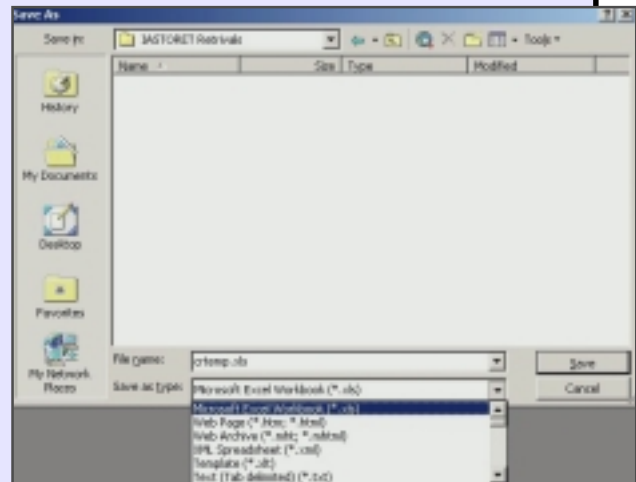 Save As
Save in:
IASTORET Retrivals
Tools
Name
Size
Type
Modified
History
My Documents
Desktop
Favorites
My Network
Places
File name:
crtemp.xls
Save
Save as type:
Microsoft Excel Workbook (*.xls)
Cancel
Microsoft Excel Workbook (*.xls)
Web Page (*.htm; *.html)
Web Archive (*.mht; *.mhtml)
XML Spreadsheet (*.xml)
Template (*.xlt)
Text (Tab delimited) (*.txt)